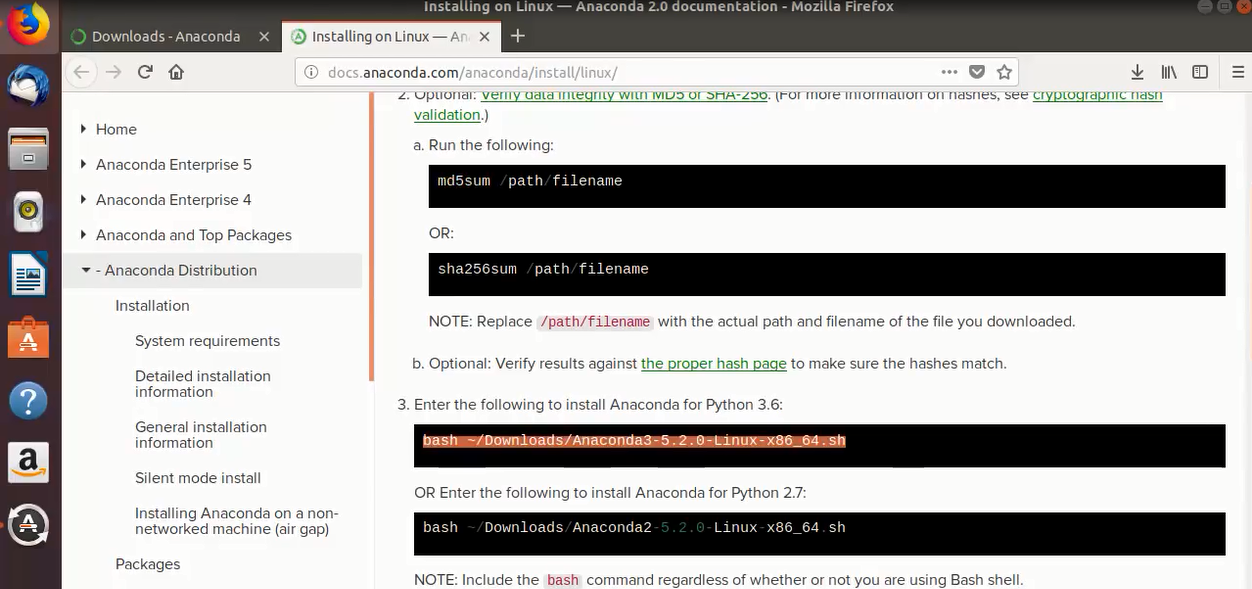 Installing on Linux — Anaconda 2.0 documentation - Mozilla Firefox
Downloads - Anaconda
Installing on Linux — An
docs.anaconda.com/anaconda/install/linux/
Home
Anaconda Enterprise 5
Anaconda Enterprise 4
Anaconda and Top Packages
- Anaconda Distribution
Installation
System requirements
Detailed installation
information
General installation
information
Silent mode install
Installing Anaconda on a non-
networked machine (air gap)
Packages
2. Optional: Verify data integrity with MD5 or SHA-256. (For more information on hashes, see cryptographic hash
validation.)
a. Run the following:
md5sum /path/filename
OR:
sha256sum /path/filename
NOTE: Replace /path/filename with the actual path and filename of the file you downloaded.
b. Optional: Verify results against the proper hash page to make sure the hashes match.
3. Enter the following to install Anaconda for Python 3.6:
bash ~/Downloads/Anaconda3-5.2.0-Linux-x86_64.sh
OR Enter the following to install Anaconda for Python 2.7:
bash ~/Downloads/Anaconda2-5.2.0-Linux-x86_64.sh
NOTE: Include the bash command regardless of whether or not you are using Bash shell.